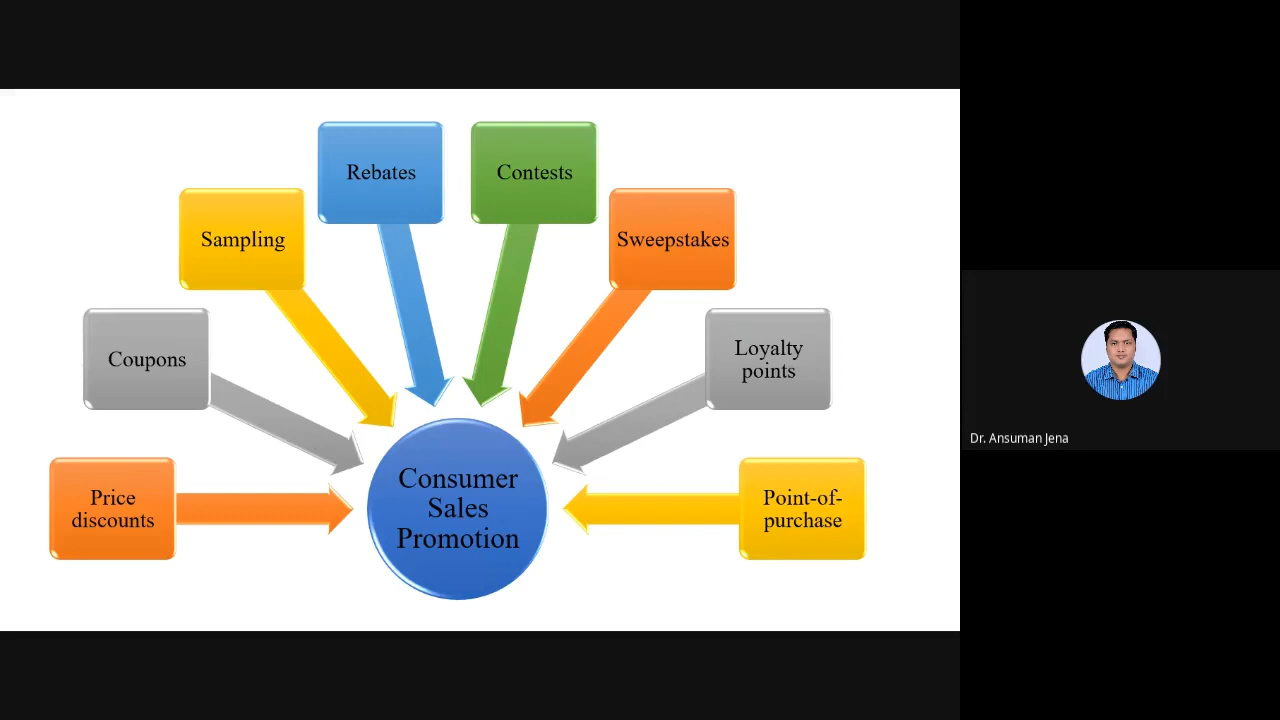 Rebates
Contests
Sampling
Sweepstakes
Coupons
Loyalty
points
Price
discounts
Consumer
Sales
Promotion
Point-of-
purchase
Dr. Ansuman Jena